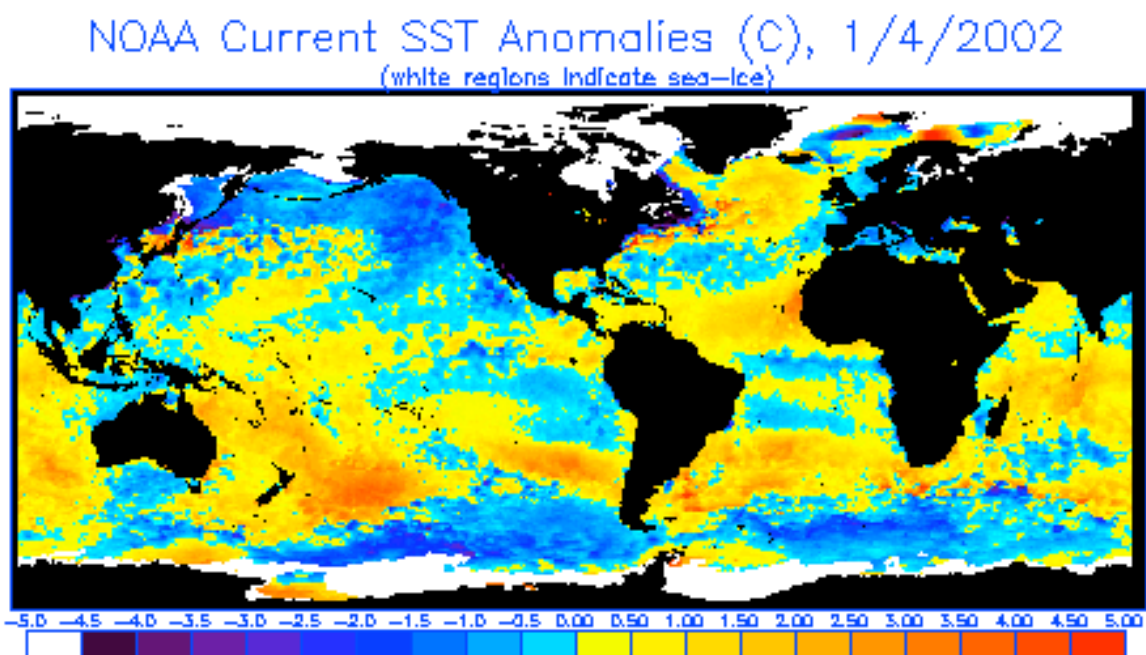 NOAA Current SST Anomalies (C), 1/4/2002
(white regions indicate sea-ice)
-5.0 -4.5 -4.0 -3.5 -3.0 -2.5 -2.0 -1.5 -1.0 -0.5 0.00 0.50 1.00 1.50 2.00 2.50 3.00 3.50 4.00 4.50 5.00